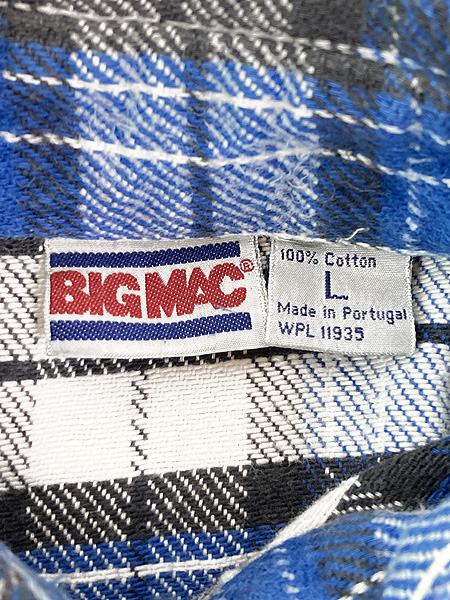 BIG MAC®
100% Cotton
L
Made in Portugal
WPL 11935